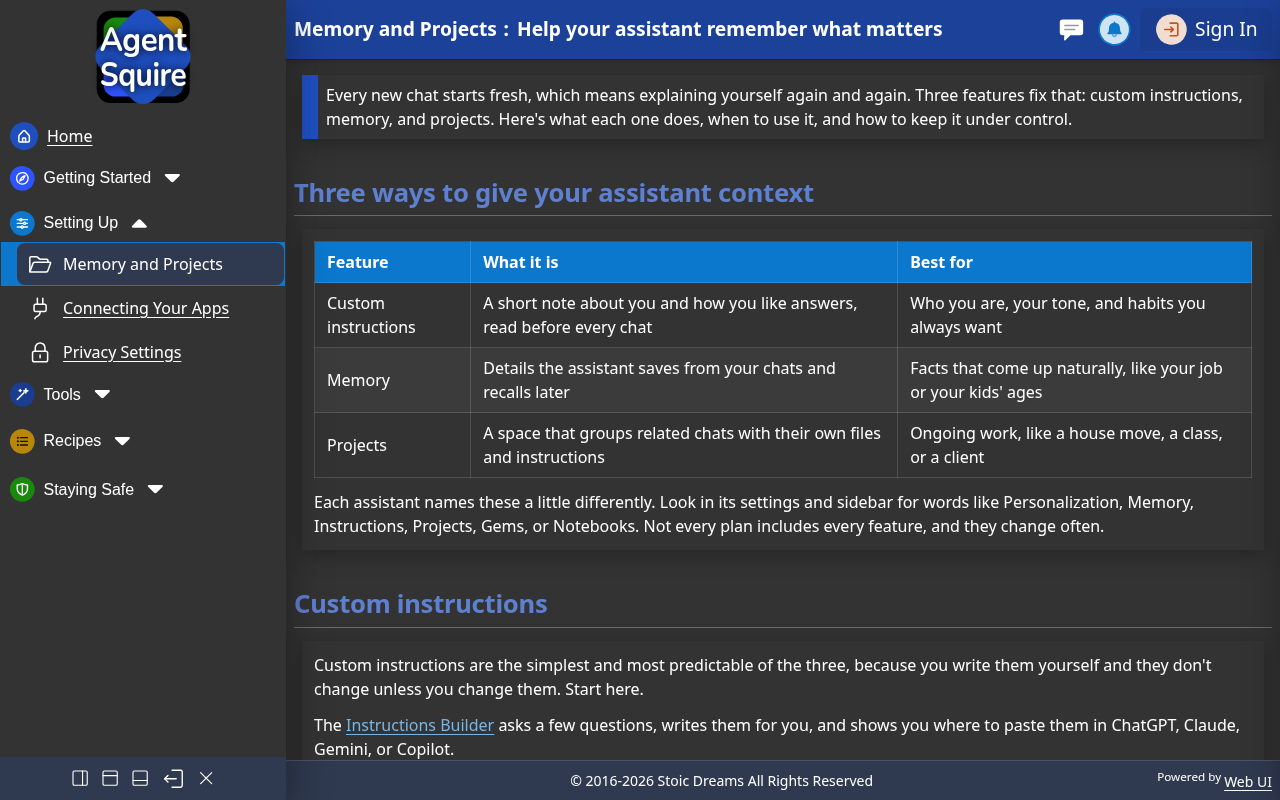 Agent
Squire
Home
Getting Started
Setting Up
Memory and Projects
Connecting Your Apps
Privacy Settings
Tools
Recipes
Staying Safe
Memory and Projects : Help your assistant remember what matters
Sign In
Every new chat starts fresh, which means explaining yourself again and again. Three features fix that: custom instructions,
memory, and projects. Here's what each one does, when to use it, and how to keep it under control.
Three ways to give your assistant context
Feature What it is Best for
Custom instructions
A short note about you and how you like answers, read before every chat
Who you are, your tone, and habits you always want
Memory
Details the assistant saves from your chats and recalls later
Facts that come up naturally, like your job or your kids' ages
Projects
A space that groups related chats with their own files and instructions
Ongoing work, like a house move, a class, or a client
Each assistant names these a little differently. Look in its settings and sidebar for words like Personalization, Memory,
Instructions, Projects, Gems, or Notebooks. Not every plan includes every feature, and they change often.
Custom instructions
Custom instructions are the simplest and most predictable of the three, because you write them yourself and they don't
change unless you change them. Start here.
The Instructions Builder asks a few questions, writes them for you, and shows you where to paste them in ChatGPT, Claude,
Gemini, or Copilot.
© 2016-2026 Stoic Dreams All Rights Reserved
Powered by Web UI